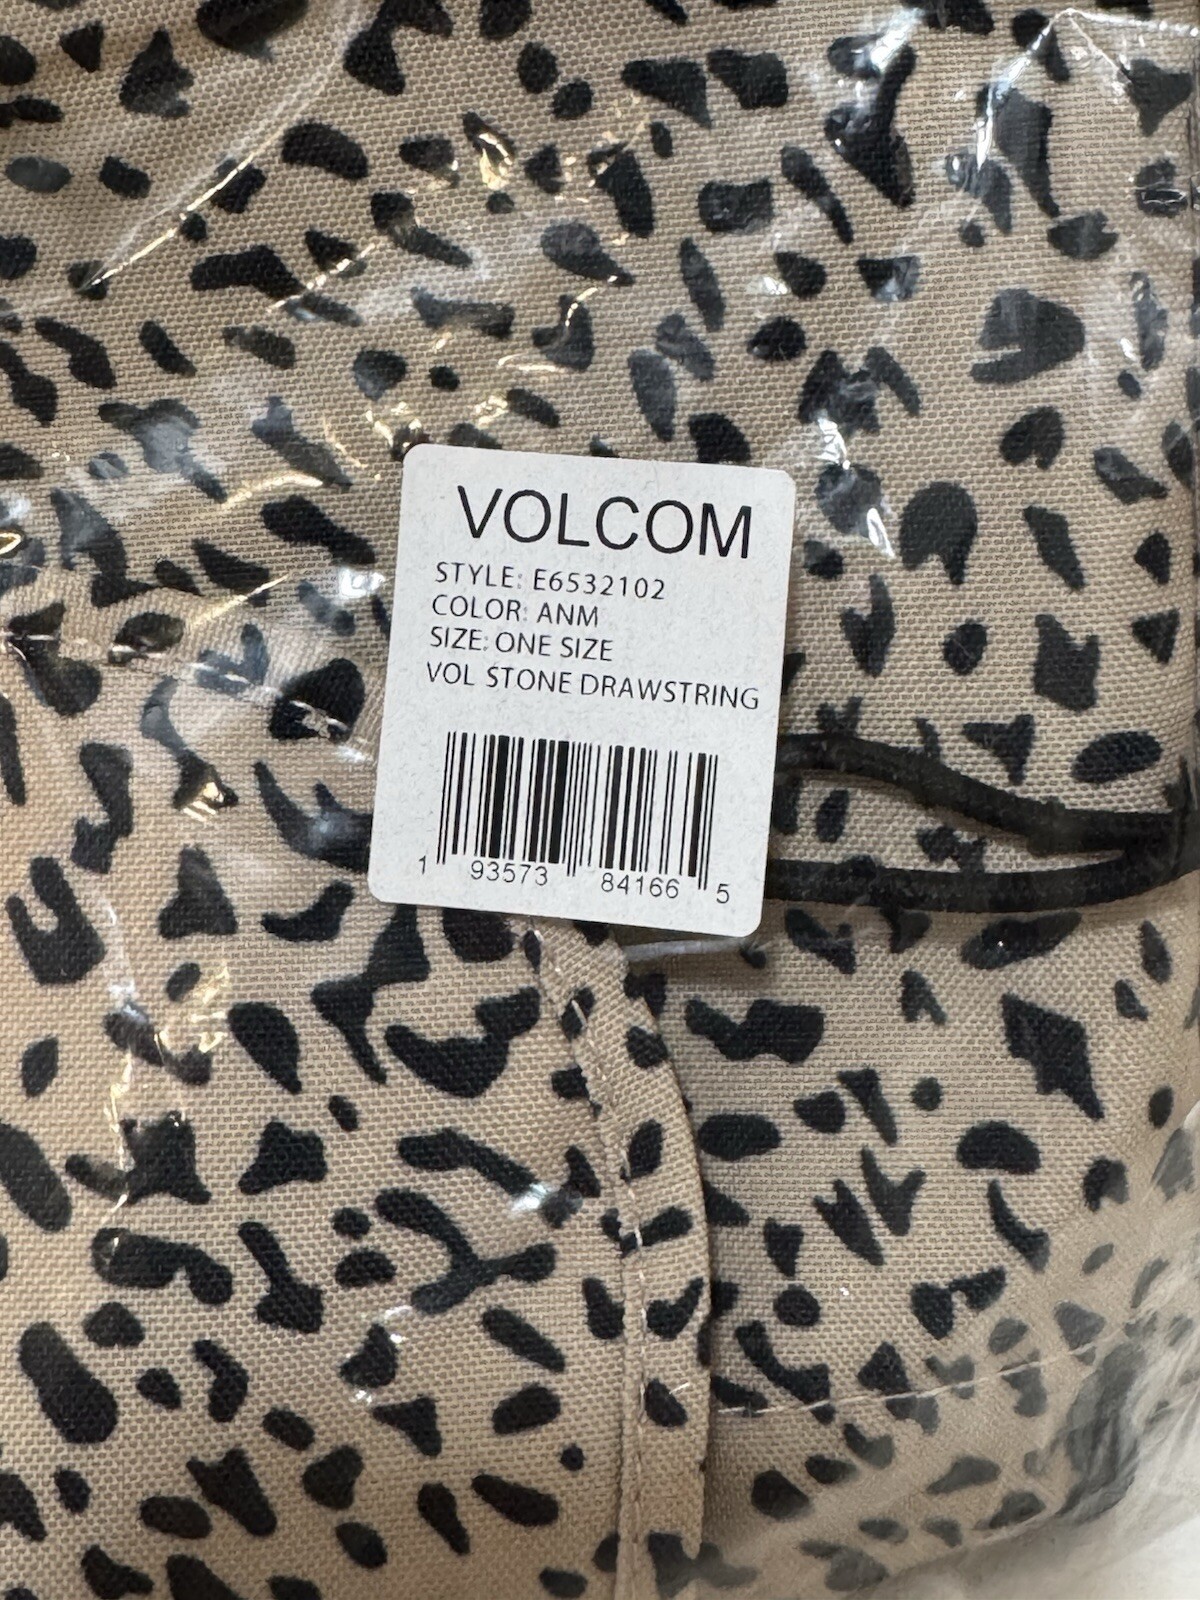 VOLCOM
STYLE: E6532102
COLOR: ANM
SIZE: ONE SIZE
VOL STONE DRAWSTRING
1 93573 84166 5